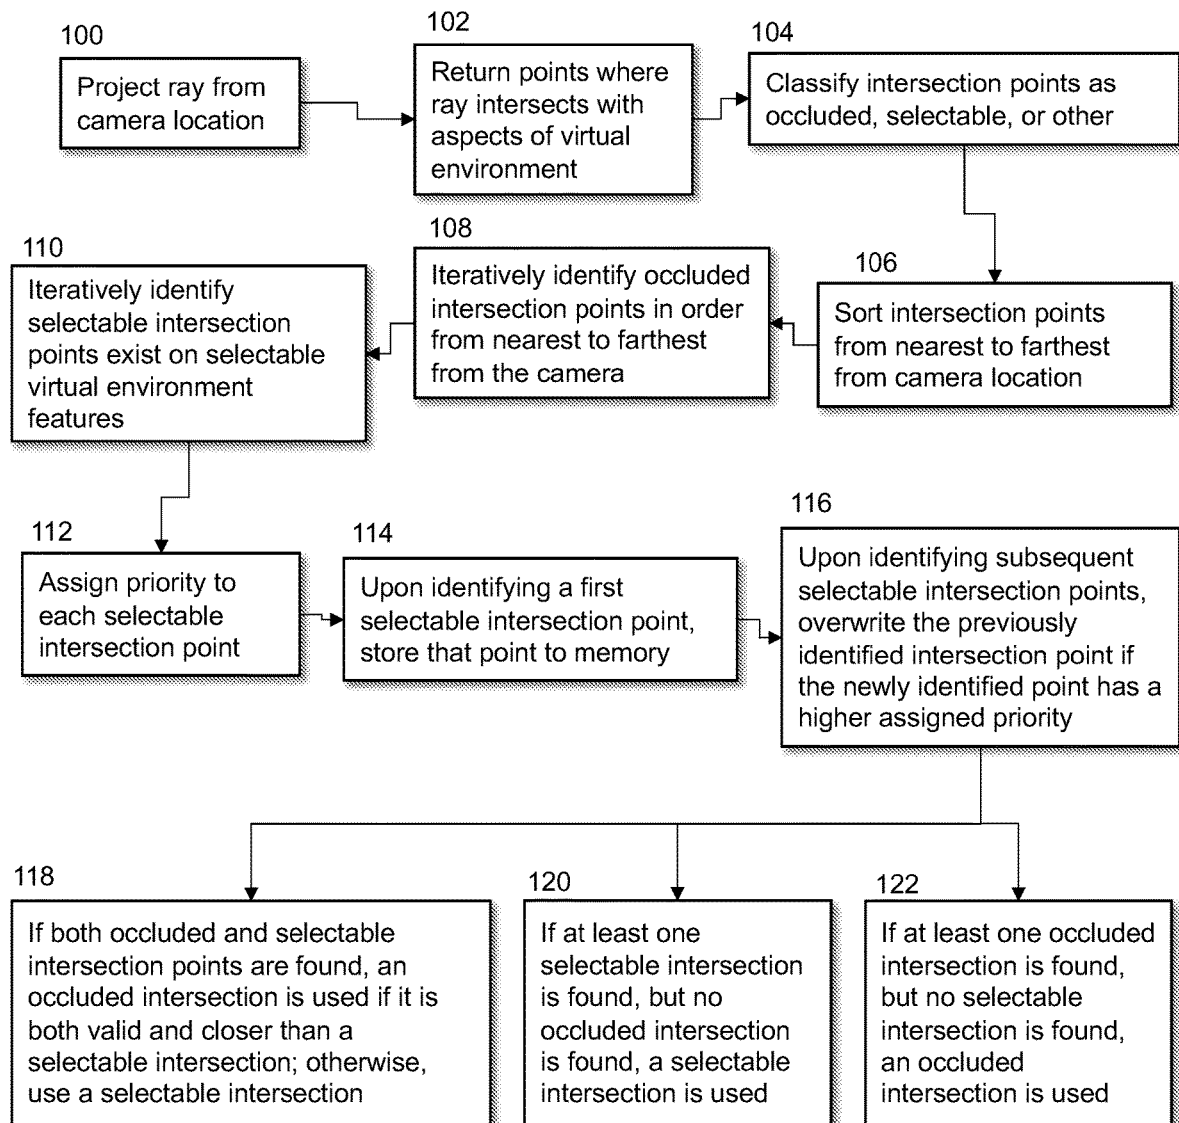 100
Project ray from
camera location
102
Return points where
ray intersects with
aspects of virtual
environment
104
Classify intersection points as
occluded, selectable, or other
106
Sort intersection points
from nearest to farthest
from camera location
108
Iteratively identify occluded
intersection points in order
from nearest to farthest
from the camera
110
Iteratively identify
selectable intersection
points exist on selectable
virtual environment
features
112
Assign priority to
each selectable
intersection point
114
Upon identifying a first
selectable intersection point,
store that point to memory
116
Upon identifying subsequent
selectable intersection points,
overwrite the previously
identified intersection point if
the newly identified point has a
higher assigned priority
118
If both occluded and selectable
intersection points are found, an
occluded intersection is used if it is
both valid and closer than a
selectable intersection; otherwise,
use a selectable intersection
120
If at least one
selectable intersection
is found, but no
occluded intersection
is found, a selectable
intersection is used
122
If at least one occluded
intersection is found,
but no selectable
intersection is found,
an occluded
intersection is used